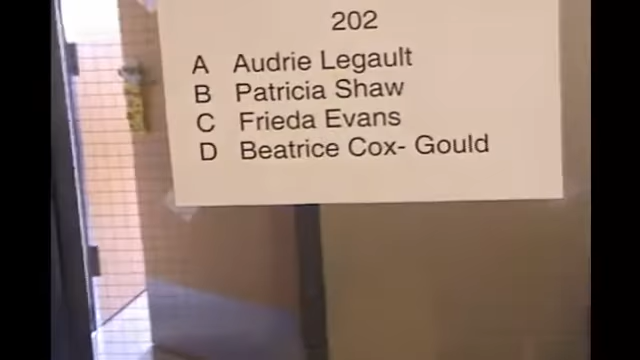 202
A Audrie Legault
B Patricia Shaw
C Frieda Evans
D Beatrice Cox- Gould